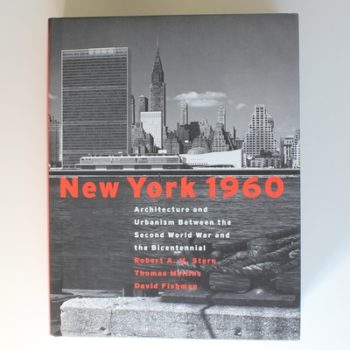 New York 1960
Architecture and
Urbanism Between the
Second World War and
the Bicentennial
Robert A. M. Stern
Thomas Mellins
David Fishman